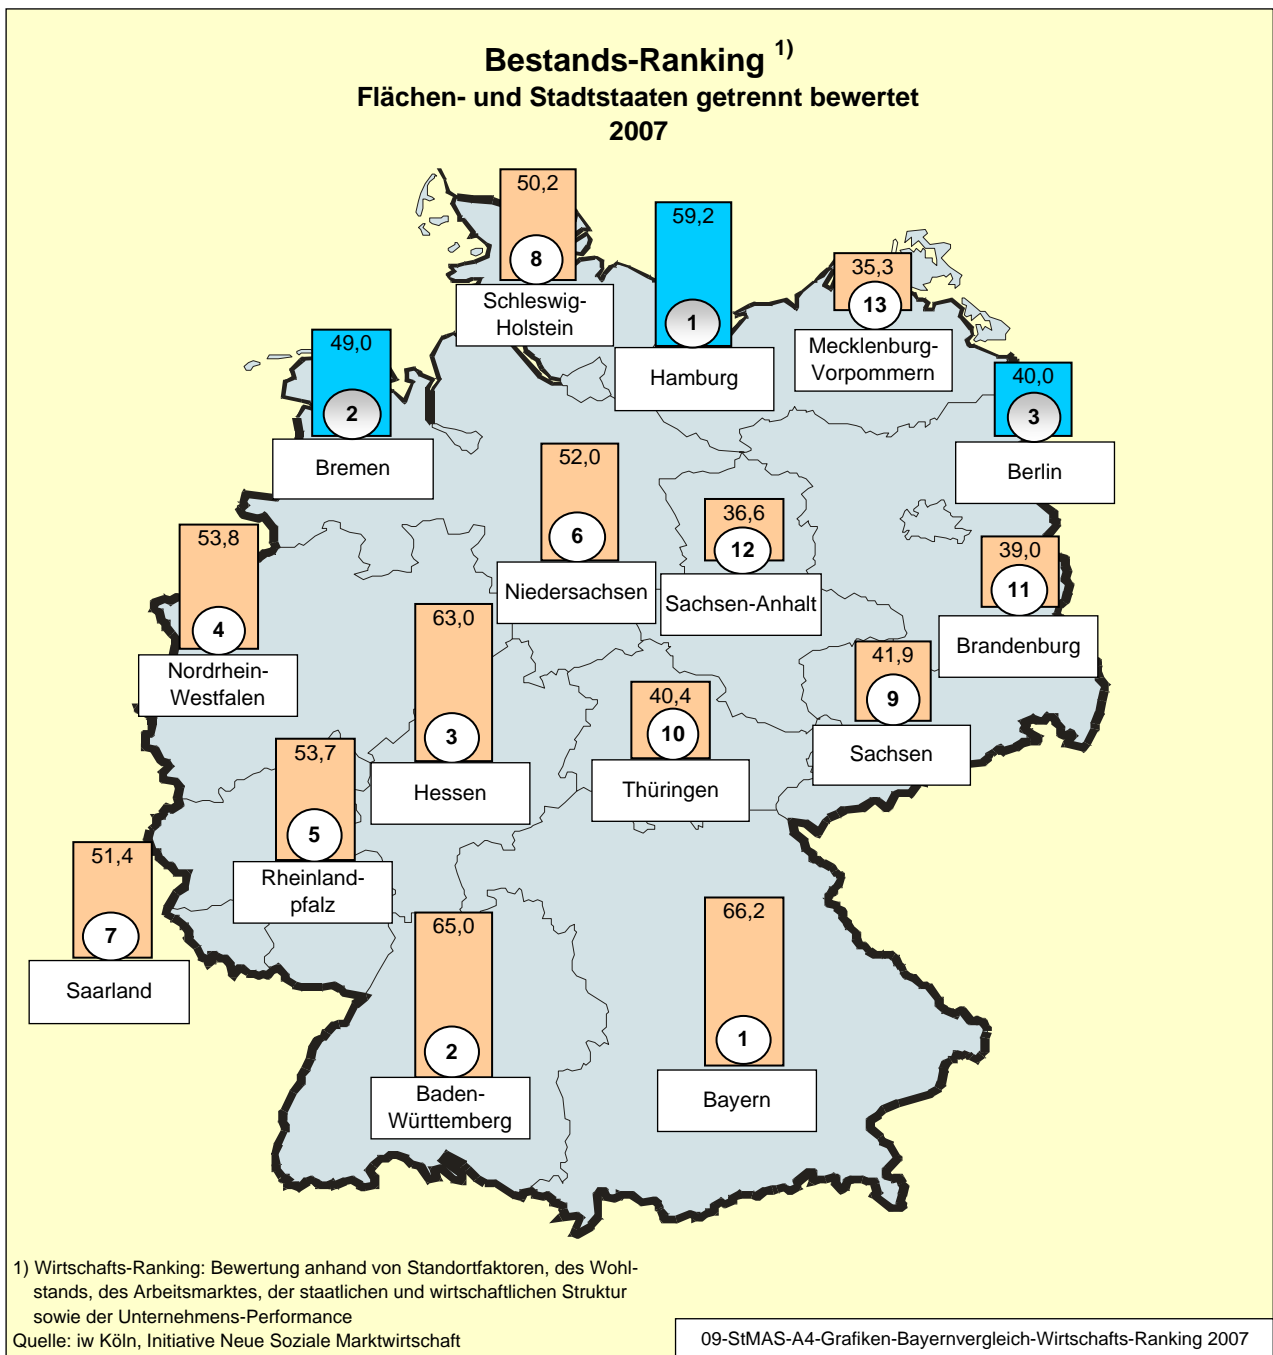 Bestands-Ranking 1)
Flächen- und Stadtstaaten getrennt bewertet
2007
50,2
8
Schleswig-
Holstein
59,2
1
Hamburg
35,3
13
Mecklenburg-
Vorpommern
49,0
2
Bremen
40,0
3
Berlin
52,0
6
Niedersachsen
36,6
12
Sachsen-Anhalt
53,8
4
Nordrhein-
Westfalen
39,0
11
Brandenburg
63,0
3
Hessen
41,9
9
Sachsen
40,4
10
Thüringen
53,7
5
Rheinland-
pfalz
51,4
7
Saarland
65,0
2
Baden-
Württemberg
66,2
1
Bayern
1) Wirtschafts-Ranking: Bewertung anhand von Standortfaktoren, des Wohl-
stands, des Arbeitsmarktes, der staatlichen und wirtschaftlichen Struktur
sowie der Unternehmens-Performance
Quelle: iw Köln, Initiative Neue Soziale Marktwirtschaft
09-StMAS-A4-Grafiken-Bayernvergleich-Wirtschafts-Ranking 2007